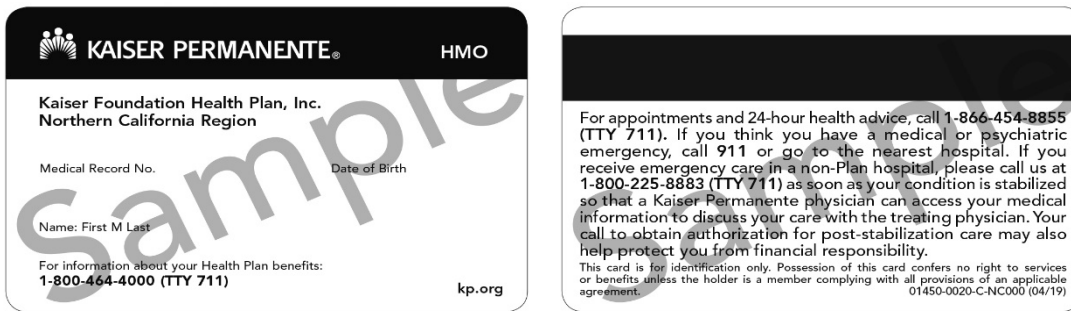 KAISER PERMANENTE®
HMO
Kaiser Foundation Health Plan, Inc.
Northern California Region
Medical Record No.
Date of Birth
Name: First M Last
For information about your Health Plan benefits:
1-800-464-4000 (TTY 711)
kp.org
Sample
For appointments and 24-hour health advice, call 1-866-454-8855
(TTY 711). If you think you have a medical or psychiatric
emergency, call 911 or go to the nearest hospital. If you
receive emergency care in a non-Plan hospital, please call us at
1-800-225-8883 (TTY 711) as soon as your condition is stabilized
so that a Kaiser Permanente physician can access your medical
information to discuss your care with the treating physician. Your
call to obtain authorization for post-stabilization care may also
help protect you from financial responsibility.
This card is for identification only. Possession of this card confers no right to services
or benefits unless the holder is a member complying with all provisions of an applicable
agreement.
01450-0020-C-NC000 (04/19)
Sample